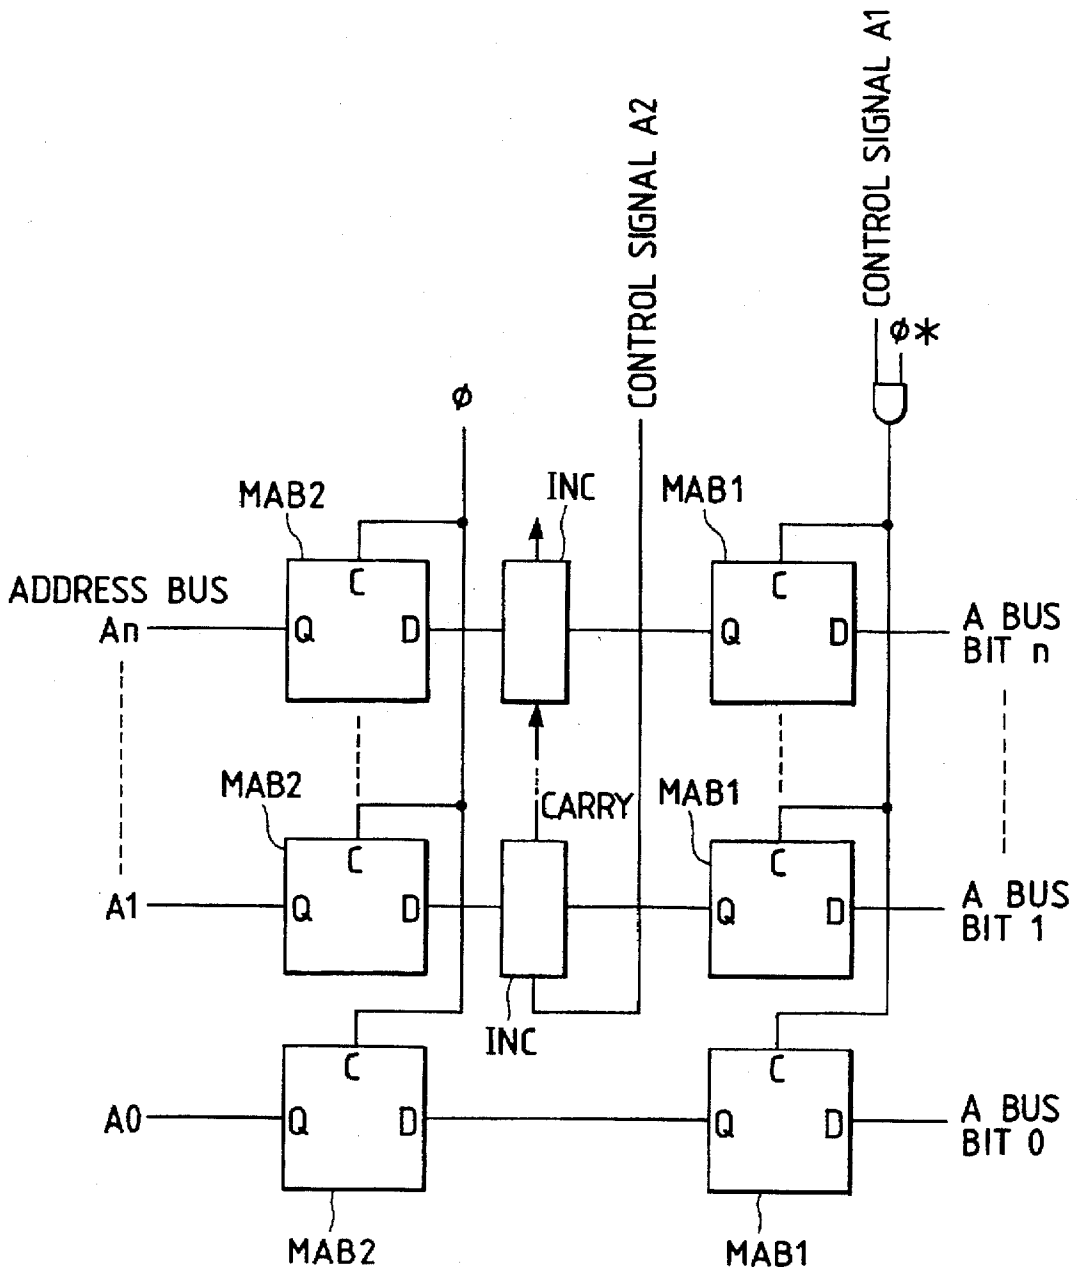 CONTROL SIGNAL A1
CONTROL SIGNAL A2
ø*
ø
MAB2
INC
MAB1
ADDRESS BUS
An
Q
C
D
Q
C
D
A BUS
BIT n
MAB2
CARRY
MAB1
A1
Q
C
D
Q
C
D
A BUS
BIT 1
INC
A0
Q
C
D
Q
C
D
A BUS
BIT 0
MAB2
MAB1